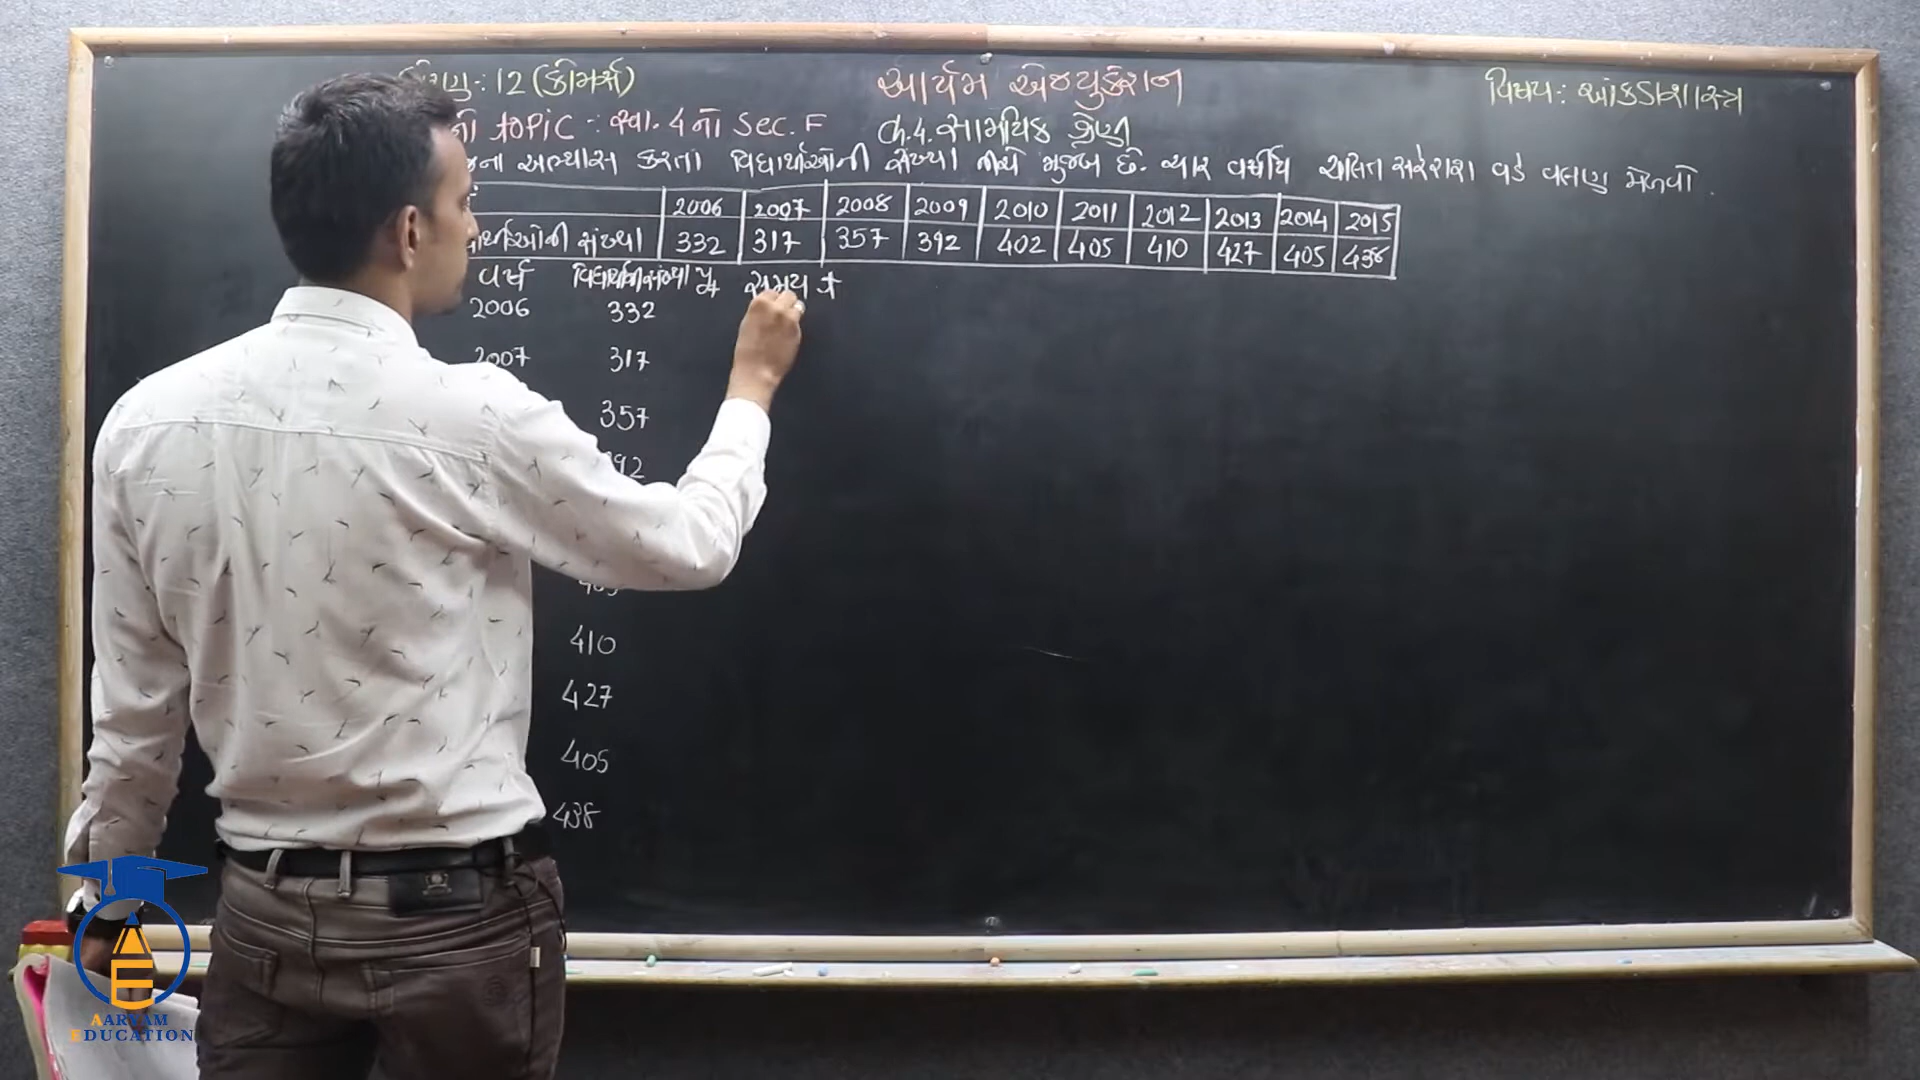 12 (કોમર્સ) આર્યમ એજ્યુકેશન વિષય:- આંકડાશાસ્ત્ર
Topic:- સ્વા. 4 નો Sec. F Ch.4. સામયિક શ્રેણી
અભ્યાસ કરતા વિદ્યાર્થીઓની સંખ્યા નીચે મુજબ છે. ચાર વર્ષીય ચલિત સરેરાશ વડે વલણ મેળવો.
2006 2007 2008 2009 2010 2011 2012 2013 2014 2015
સંખ્યા 332 317 357 392 402 405 410 427 405 438
વર્ષ yt સમય t
2006 332
2007 317
357
410
427
405
438
AARYAM
EDUCATION